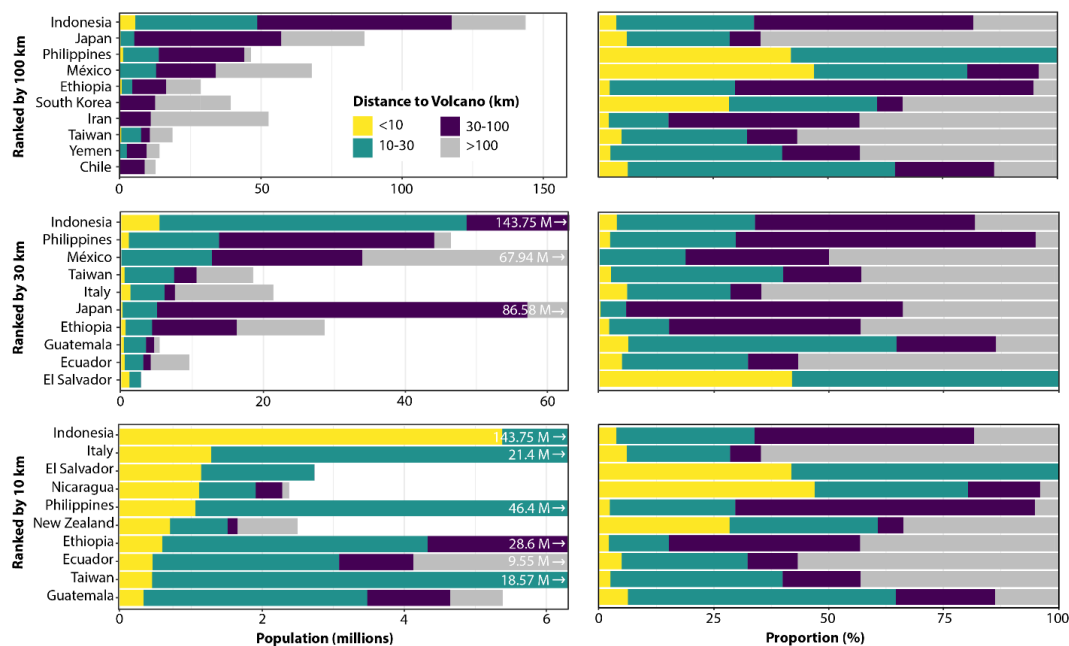 Ranked by 100 km
Indonesia
Japan
Philippines
México
Ethiopia
South Korea
Iran
Taiwan
Yemen
Chile
Distance to Volcano (km)
<10
30-100
10-30
>100
0
50
100
150
Ranked by 30 km
Indonesia
143.75 M→
Philippines
México
67.94 M→
Taiwan
Italy
Japan
86.58 M→
Ethiopia
Guatemala
Ecuador
El Salvador
0
20
40
60
Ranked by 10 km
Indonesia
143.75 M→
Italy
21.4 M→
El Salvador
Nicaragua
Philippines
46.4 M→
New Zealand
Ethiopia
28.6 M→
Ecuador
9.55 M→
Taiwan
18.57 M→
Guatemala
0
2
4
6
Population (millions)
0
25
50
75
100
Proportion (%)